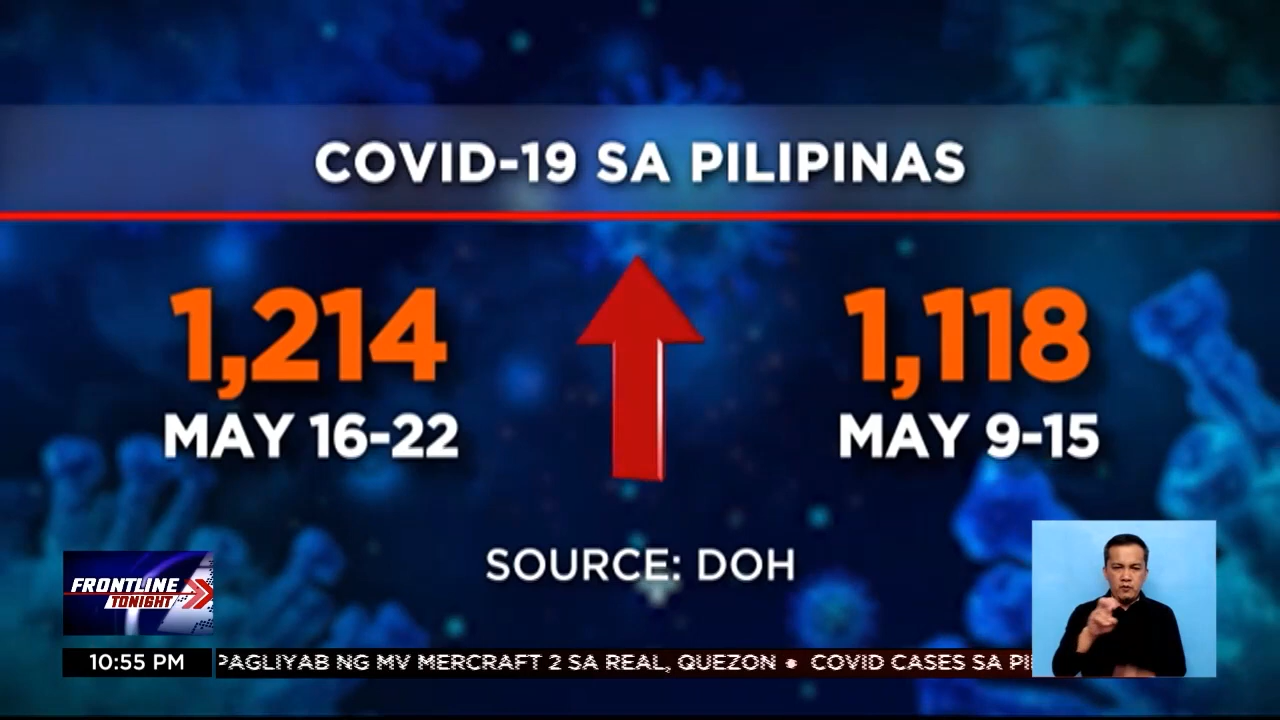 COVID-19 SA PILIPINAS
1,214
MAY 16-22
1,118
MAY 9-15
SOURCE: DOH
FRONTLINE
TONIGHT
10:55 PM
PAGLIYAB NG MV MERCRAFT 2 SA REAL, QUEZON • COVID CASES SA